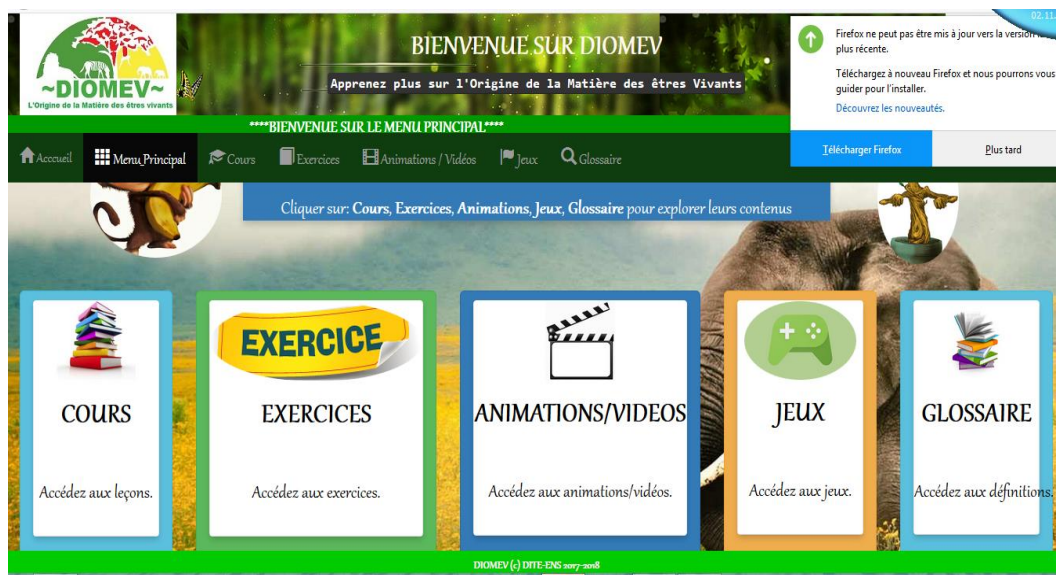 02.11.
BIENVENUE SUR DIOMEV
Apprenez plus sur l'Origine de la Matière des êtres Vivants
~DIOMEV~
L'Origine de la Matière des êtres vivants
****BIENVENUE SUR LE MENU PRINCIPAL****
Firefox ne peut pas être mis à jour vers la version
plus récente.
Téléchargez à nouveau Firefox et nous pourrons vous
guider pour l'installer.
Découvrez les nouveautés.
Télécharger Firefox
Plus tard
Acccueil
Menu Principal
Cours
Exercices
Animations / Vidéos
Jeux
Glossaire
Cliquer sur: Cours, Exercices, Animations, Jeux, Glossaire pour explorer leurs contenus
COURS
Accédez aux leçons.
EXERCICE
EXERCICES
Accédez aux exercices.
ANIMATIONS/VIDEOS
Accédez aux animations/vidéos.
JEUX
Accédez aux jeux.
GLOSSAIRE
Accédez aux définitions.
DIOMEV (c) DITE-ENS 2017-2018